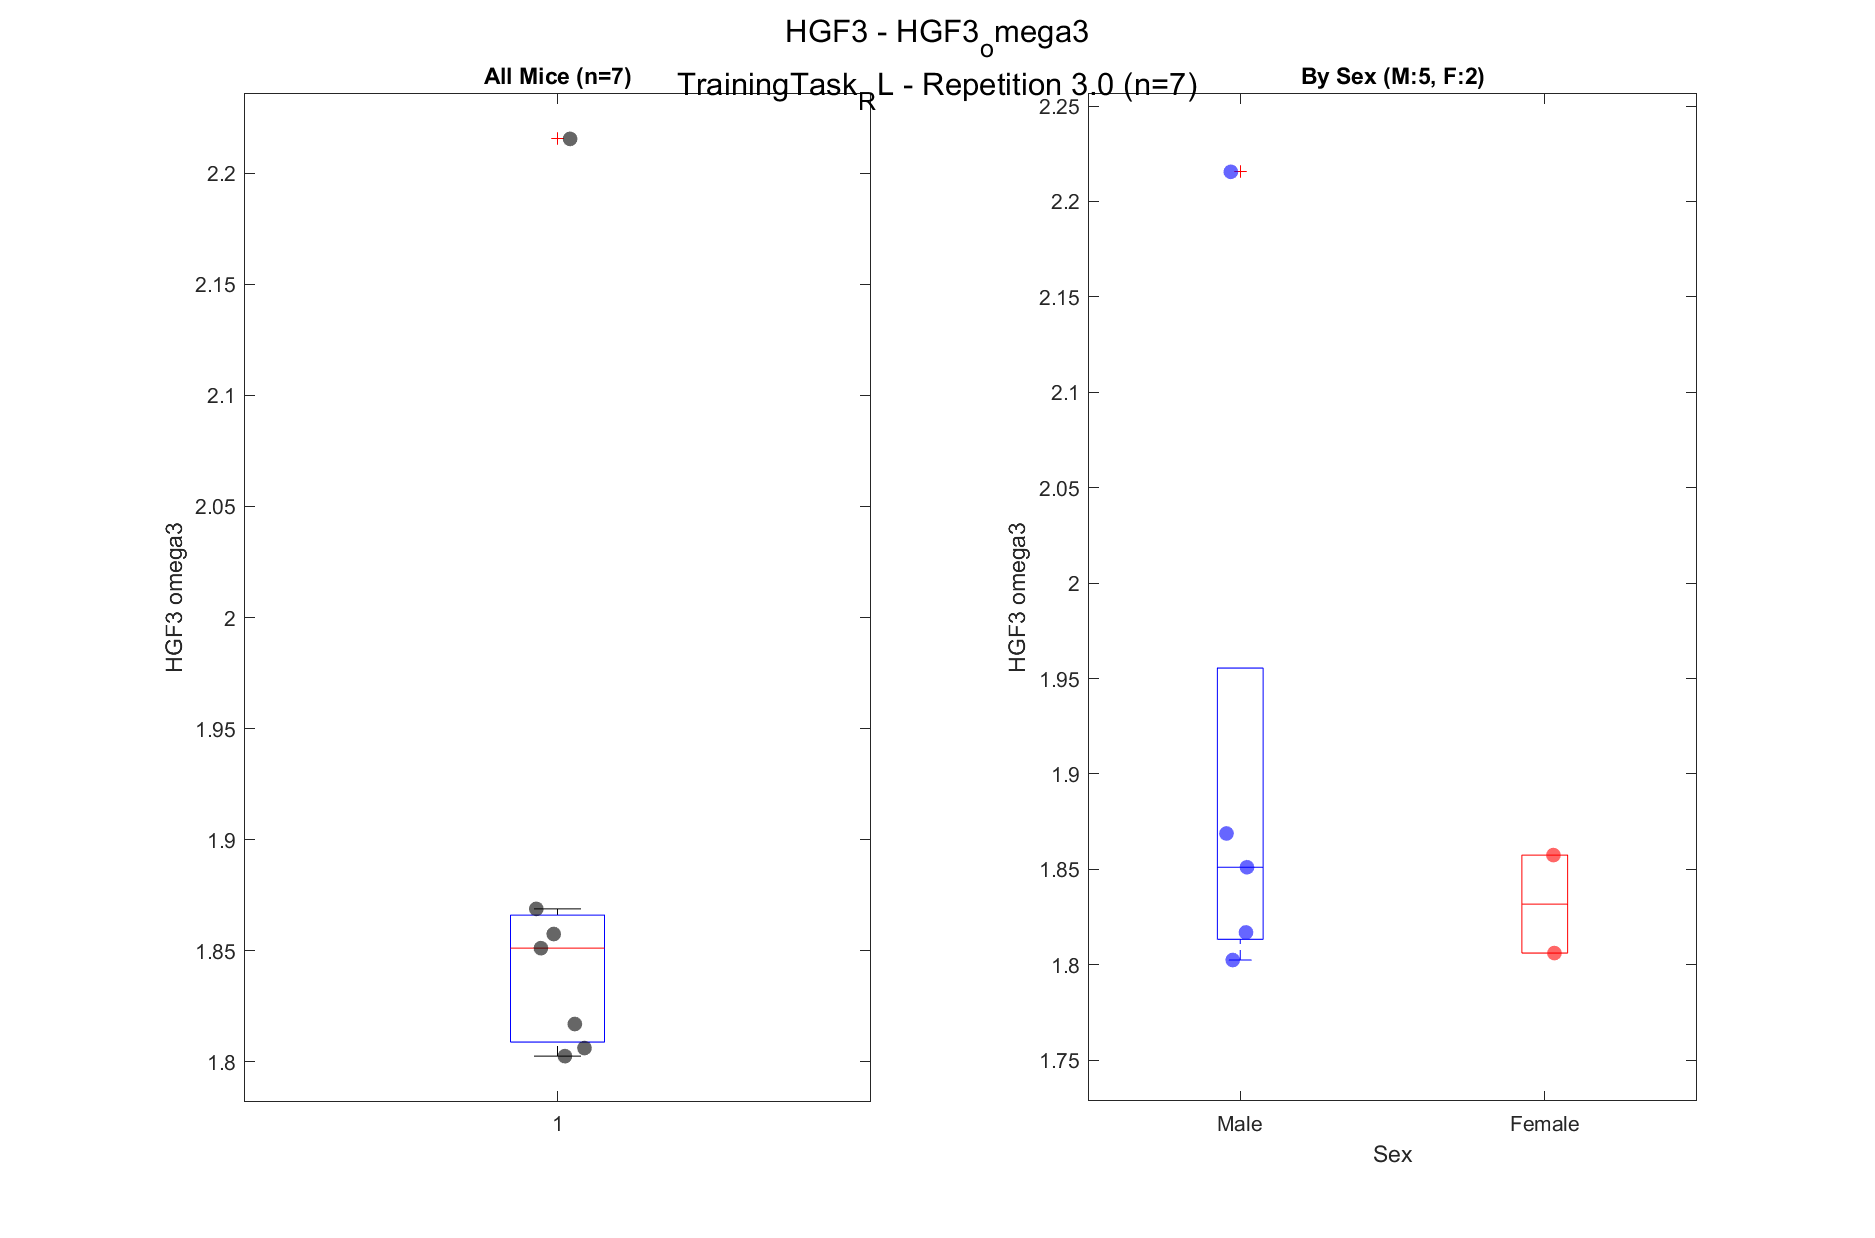 HGF3 - HGF3_omega3
TrainingTask_RL - Repetition 3.0 (n=7)
All Mice (n=7)
HGF3 omega3
2.2
2.15
2.1
2.05
2
1.95
1.9
1.85
1.8
1
By Sex (M:5, F:2)
HGF3 omega3
2.25
2.2
2.15
2.1
2.05
2
1.95
1.9
1.85
1.8
1.75
Male Female
Sex